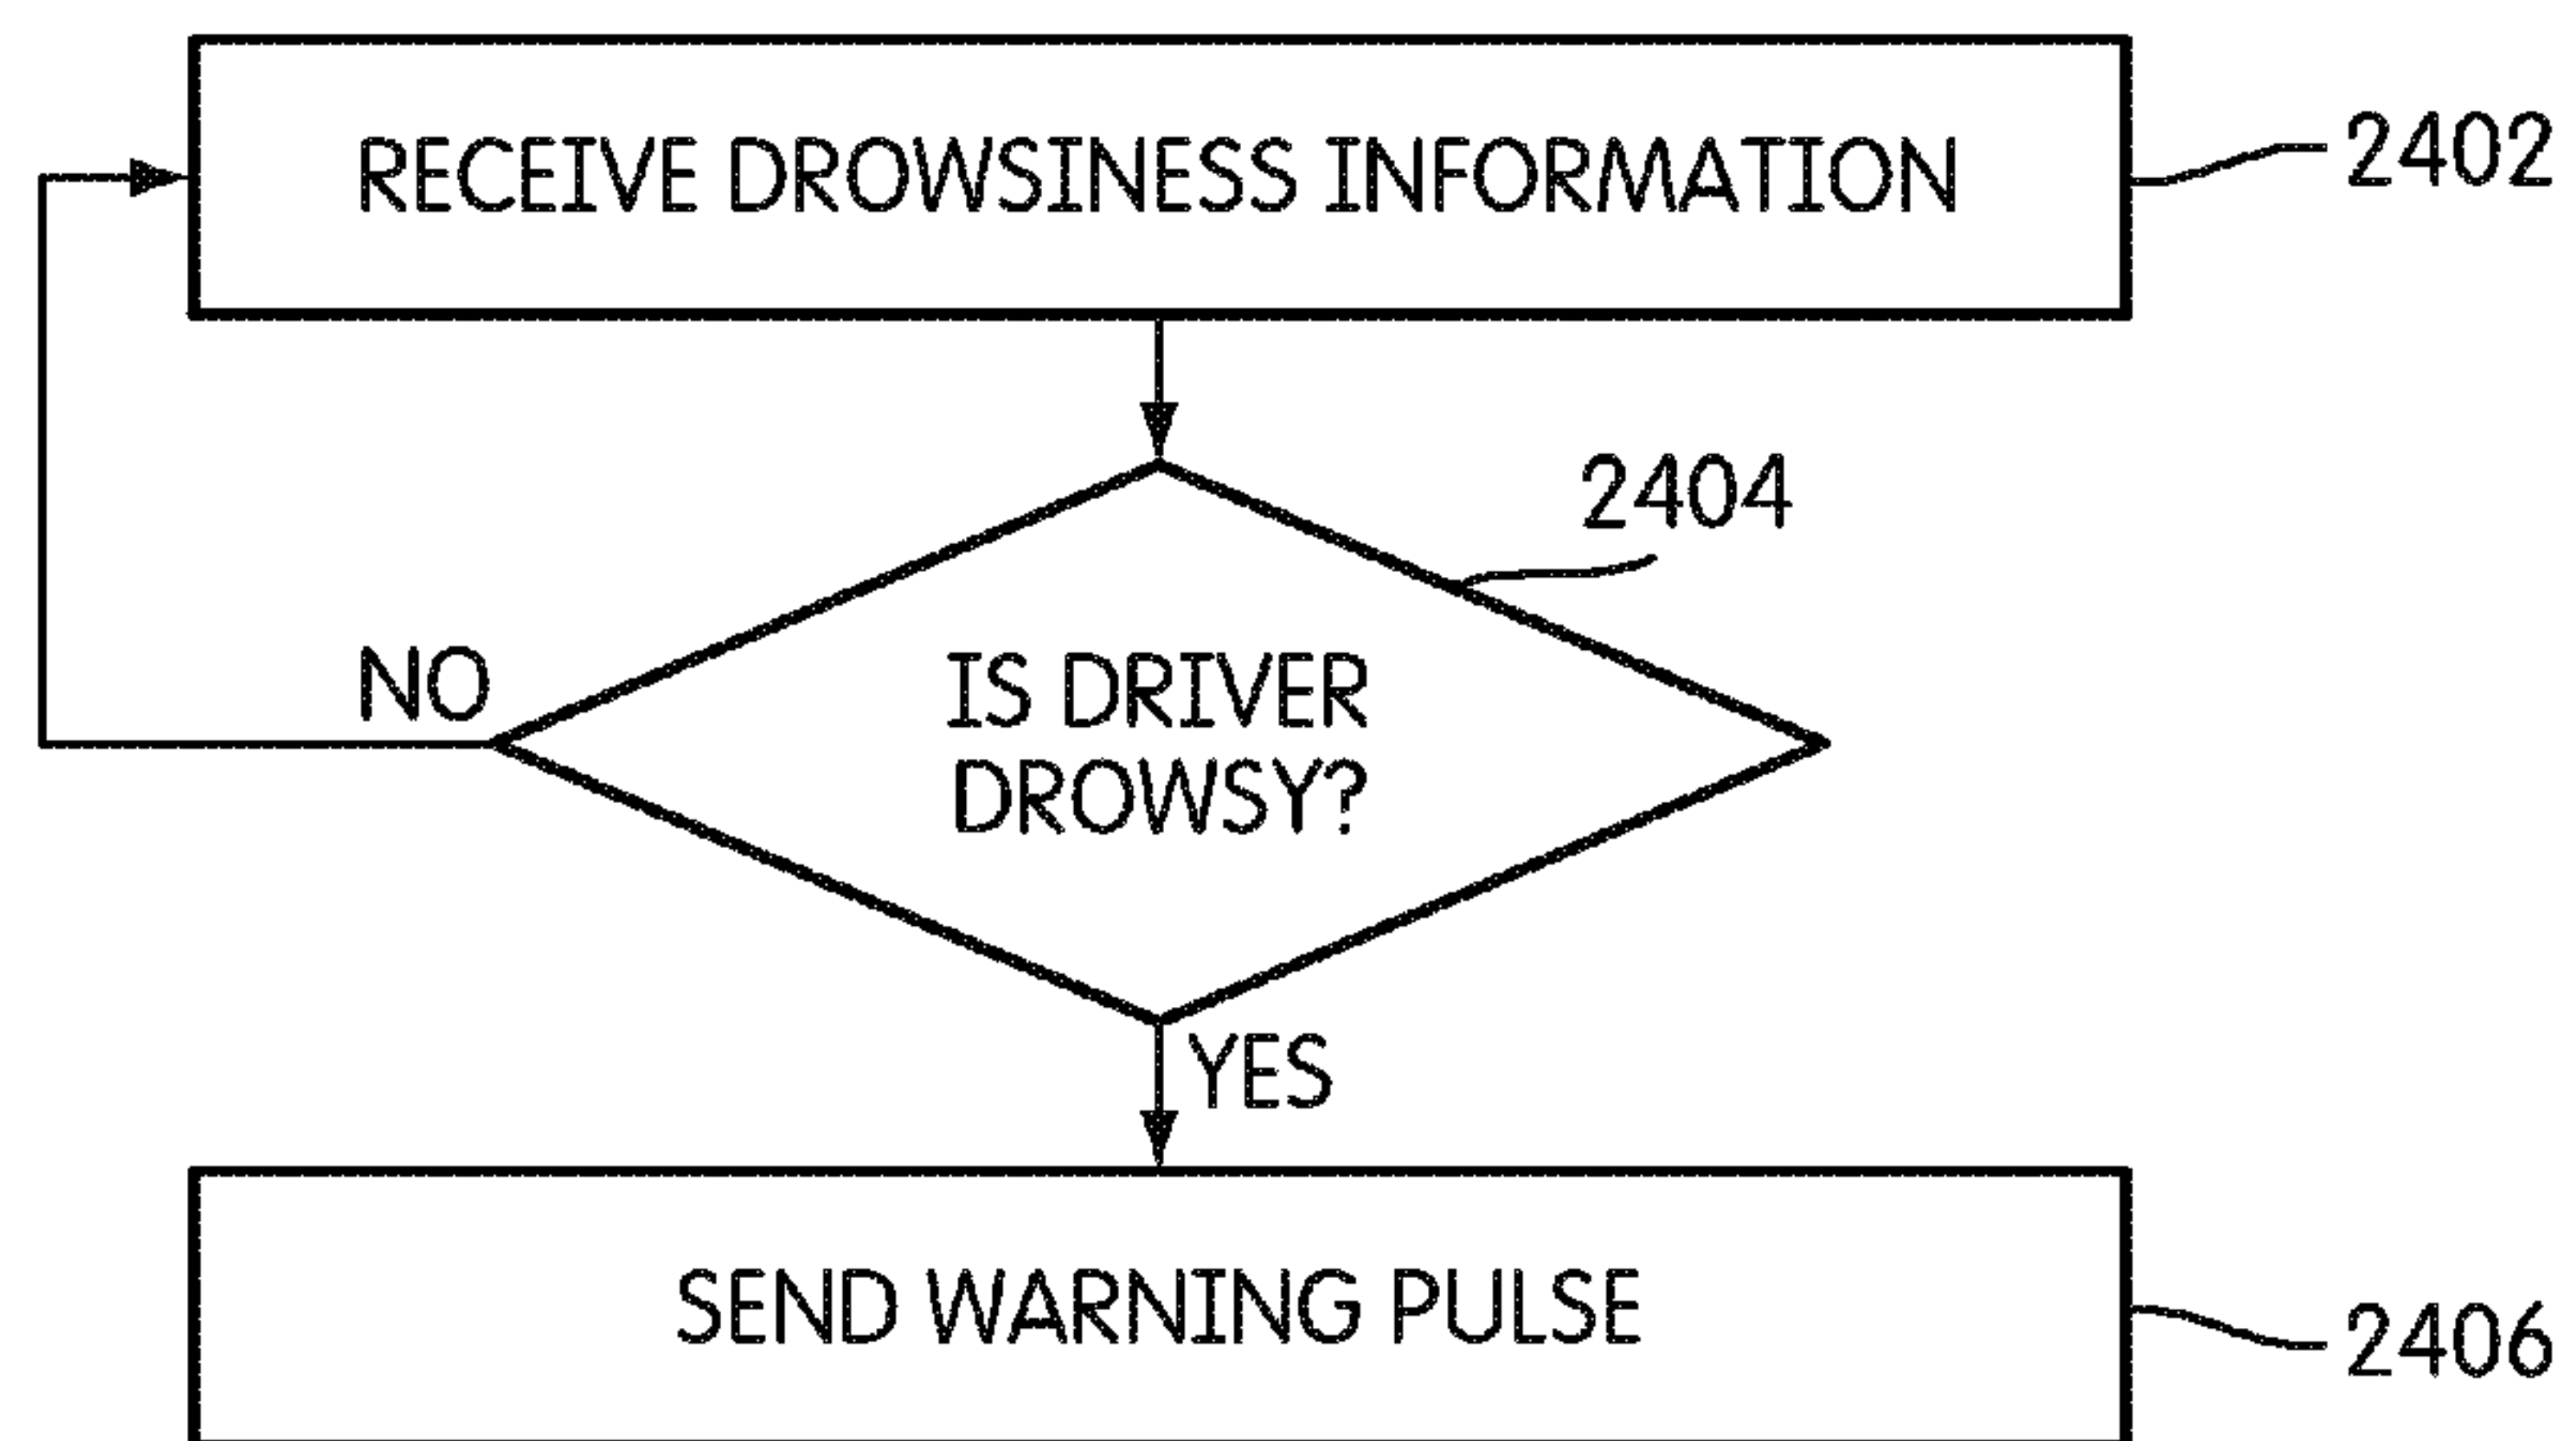 RECEIVE DROWSINESS INFORMATION
2402
2404
NO
IS DRIVER
DROWSY?
YES
SEND WARNING PULSE
2406